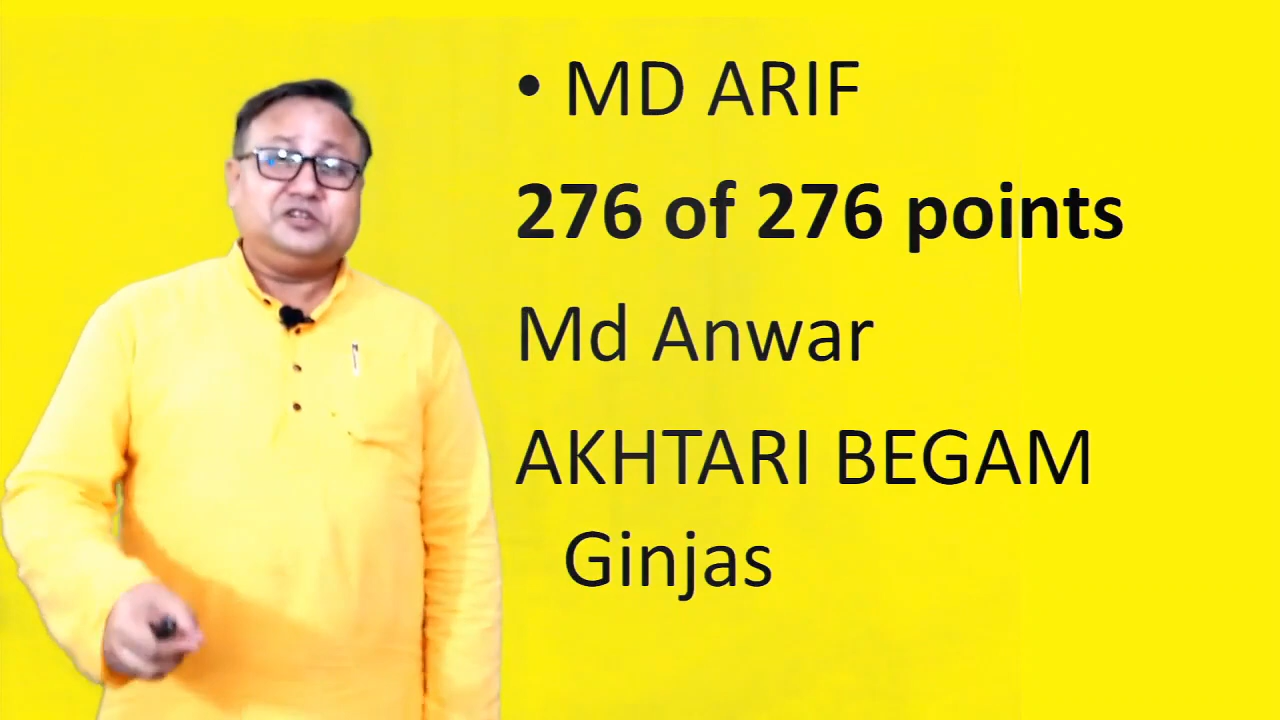 • MD ARIF
276 of 276 points
Md Anwar
AKHTARI BEGAM
Ginjas